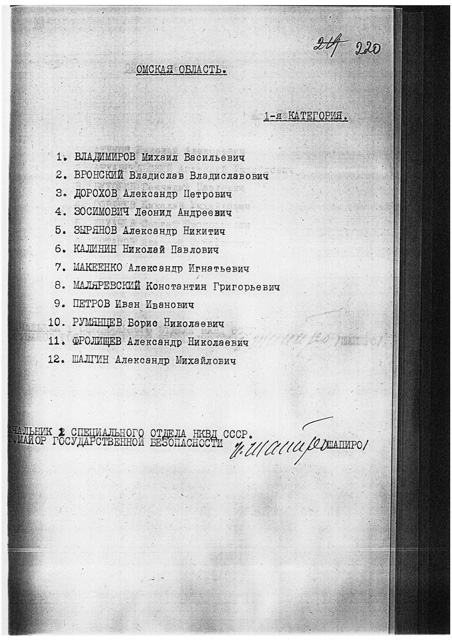 219 220
ОМСКАЯ ОБЛАСТЬ.
1-я КАТЕГОРИЯ.
1. ВЛАДИМИРОВ Михаил Васильевич
2. ВРОНСКИЙ Владислав Владиславович
3. ДОРОХОВ Александр Петрович
4. ЗОСИМОВИЧ Леонид Андреевич
5. ЗЫРЯНОВ Александр Никитич
6. КАЛИНИН Николай Павлович
7. МАКЕЕНКО Александр Игнатьевич
8. МАЛЯРЕВСКИЙ Константин Григорьевич
9. ПЕТРОВ Иван Иванович
10. РУМЯНЦЕВ Борис Николаевич
11. ФРОЛИЩЕВ Александр Николаевич
12. ШАЛГИН Александр Михайлович
ЧАЛЬНИК 1 СПЕЦИАЛЬНОГО ОТДЕЛА НКВД СССР.
.МАЙОР ГОСУДАРСТВЕННОЙ БЕЗОПАСНОСТИ И. Шапиро /ШАПИРО/